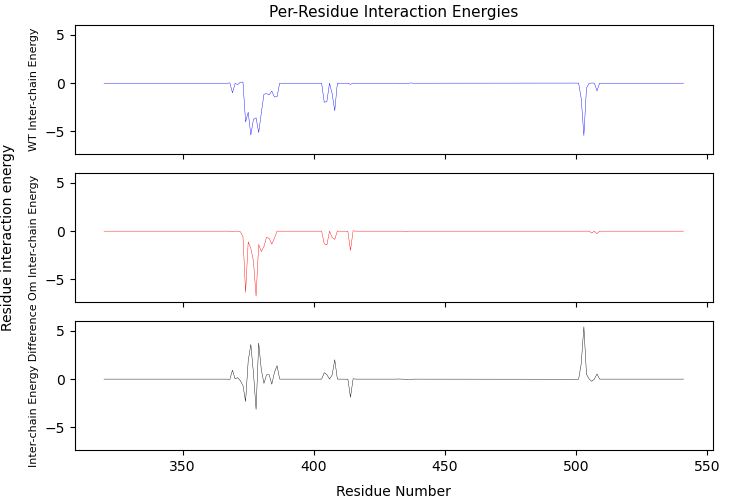 Per-Residue Interaction Energies
Residue interaction energy
WT Inter-chain Energy
5
0
−5
Om Inter-chain Energy
5
0
−5
Inter-chain Energy Difference
5
0
−5
350
400
450
500
550
Residue Number